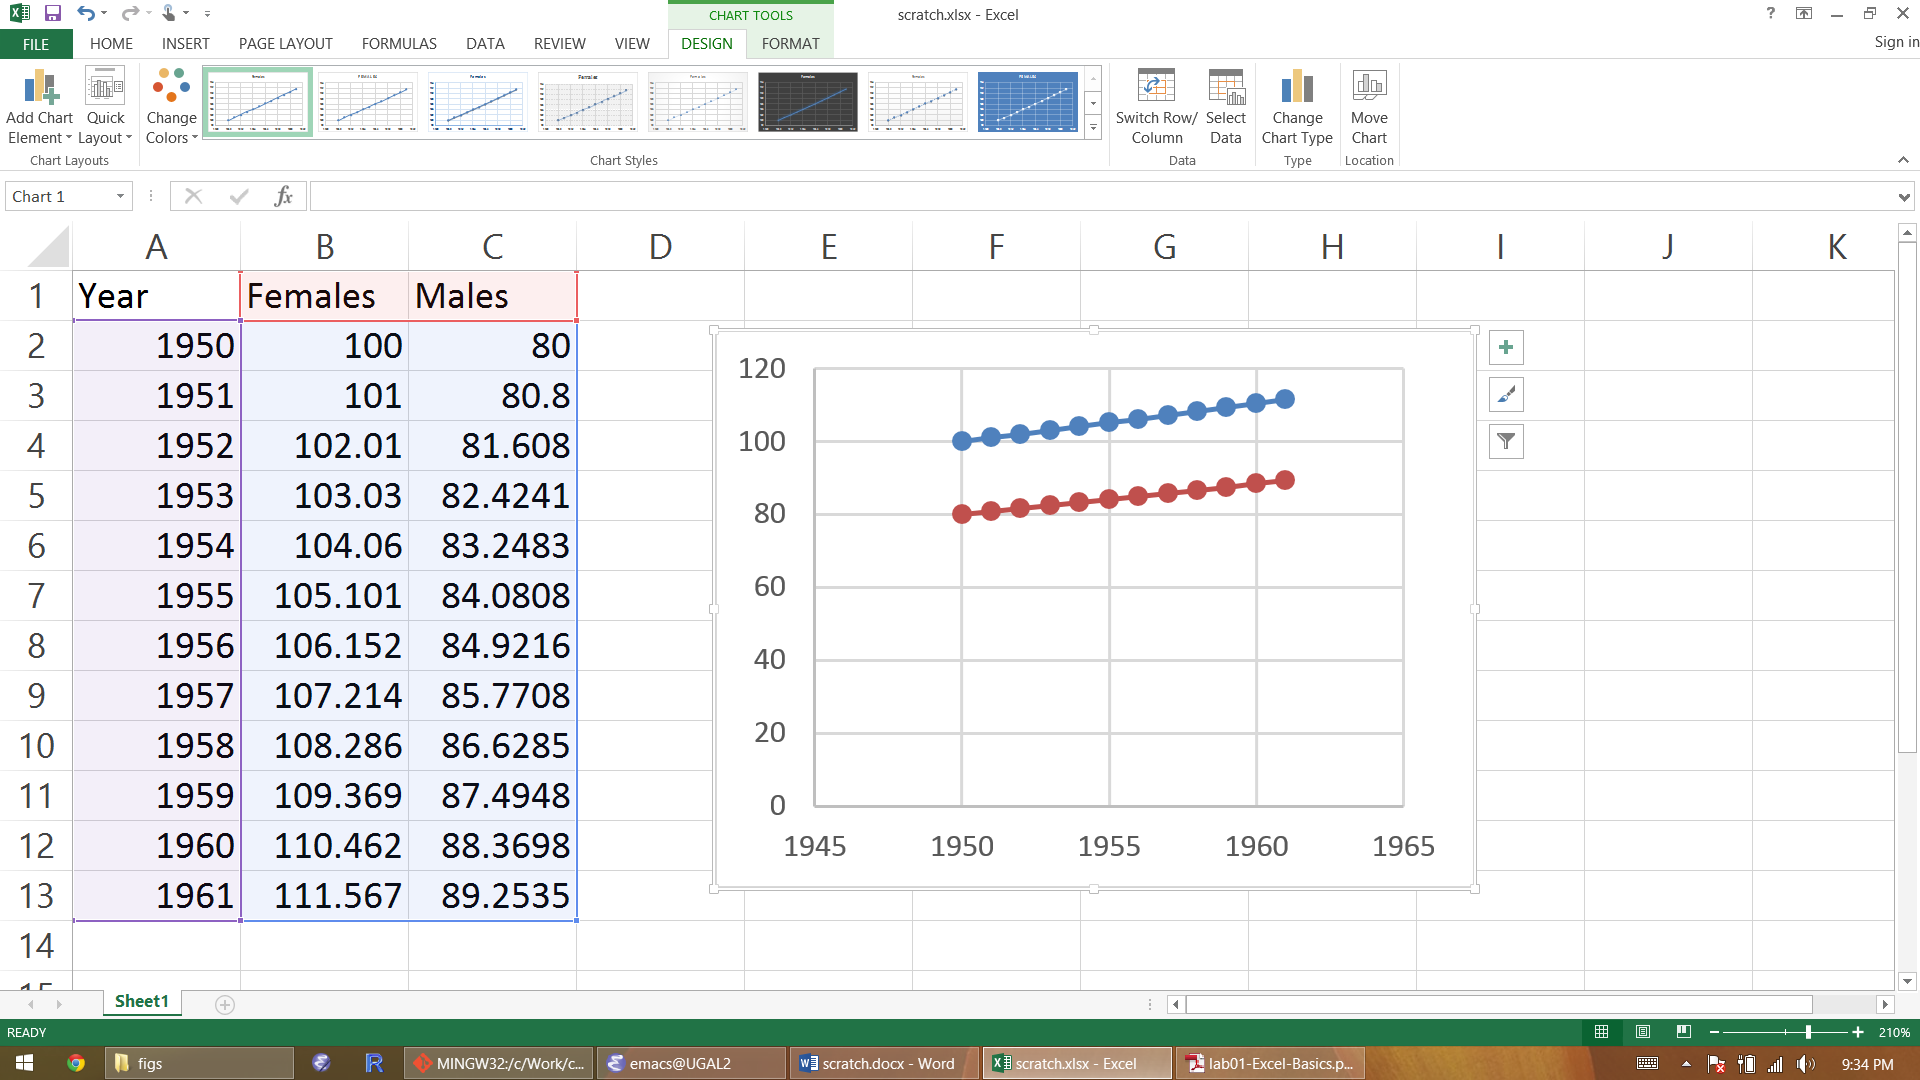 CHART TOOLS
scratch.xlsx - Excel
?
FILE HOME INSERT PAGE LAYOUT FORMULAS DATA REVIEW VIEW DESIGN FORMAT
Sign in
Add Chart Element
Quick Layout
Change Colors
Switch Row/ Column
Select Data
Change Chart Type
Move Chart
Chart Layouts
Chart Styles
Data
Type
Location
Chart 1
fx
A B C D E F G H I J K
1 Year Females Males
2 1950 100 80
3 1951 101 80.8
4 1952 102.01 81.608
5 1953 103.03 82.4241
6 1954 104.06 83.2483
7 1955 105.101 84.0808
8 1956 106.152 84.9216
9 1957 107.214 85.7708
10 1958 108.286 86.6285
11 1959 109.369 87.4948
12 1960 110.462 88.3698
13 1961 111.567 89.2535
14
15
120
100
80
60
40
20
0
1945 1950 1955 1960 1965
Sheet1
READY
210%
figs
R
MINGW32:/c/Work/c...
emacs@UGAL2
scratch.docx - Word
scratch.xlsx - Excel
lab01-Excel-Basics.p...
9:34 PM